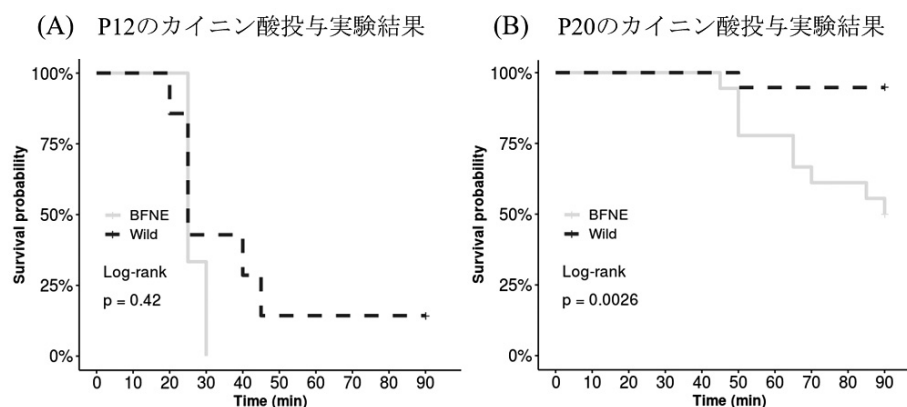 (A) P12のカイニン酸投与実験結果
100%
75%
50%
25%
0%
Survival probability
BFNE
Wild
Log-rank
p = 0.42
0 10 20 30 40 50 60 70 80 90
Time (min)
(B) P20のカイニン酸投与実験結果
100%
75%
50%
25%
0%
Survival probability
BFNE
Wild
Log-rank
p = 0.0026
0 10 20 30 40 50 60 70 80 90
Time (min)